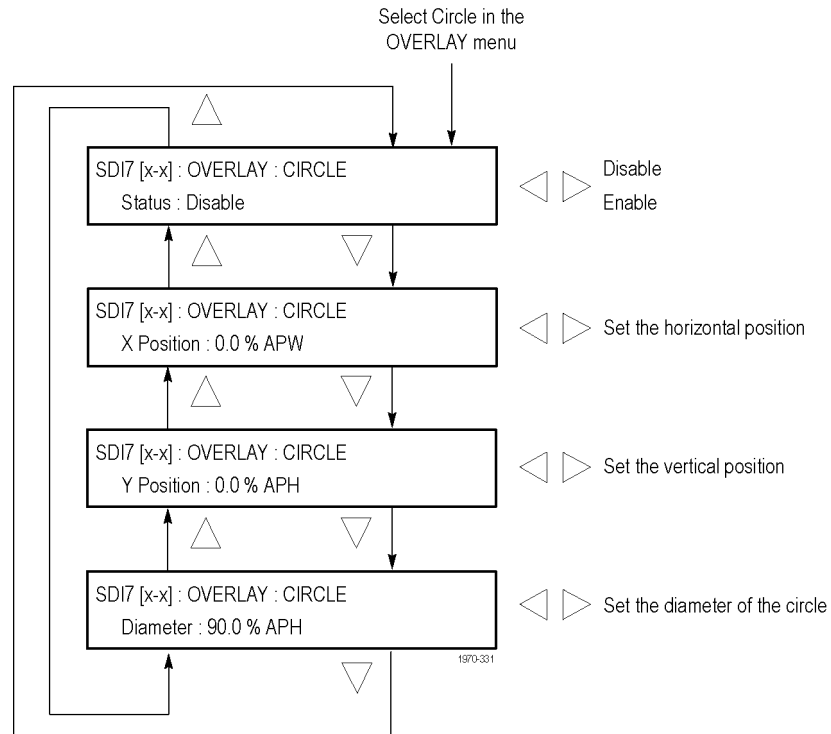 Select Circle in the
OVERLAY menu
SDI7 [x-x] : OVERLAY : CIRCLE
Status : Disable
Disable
Enable
SDI7 [x-x] : OVERLAY : CIRCLE
X Position : 0.0 % APW
Set the horizontal position
SDI7 [x-x] : OVERLAY : CIRCLE
Y Position : 0.0 % APH
Set the vertical position
SDI7 [x-x] : OVERLAY : CIRCLE
Diameter : 90.0 % APH
Set the diameter of the circle
1970-331